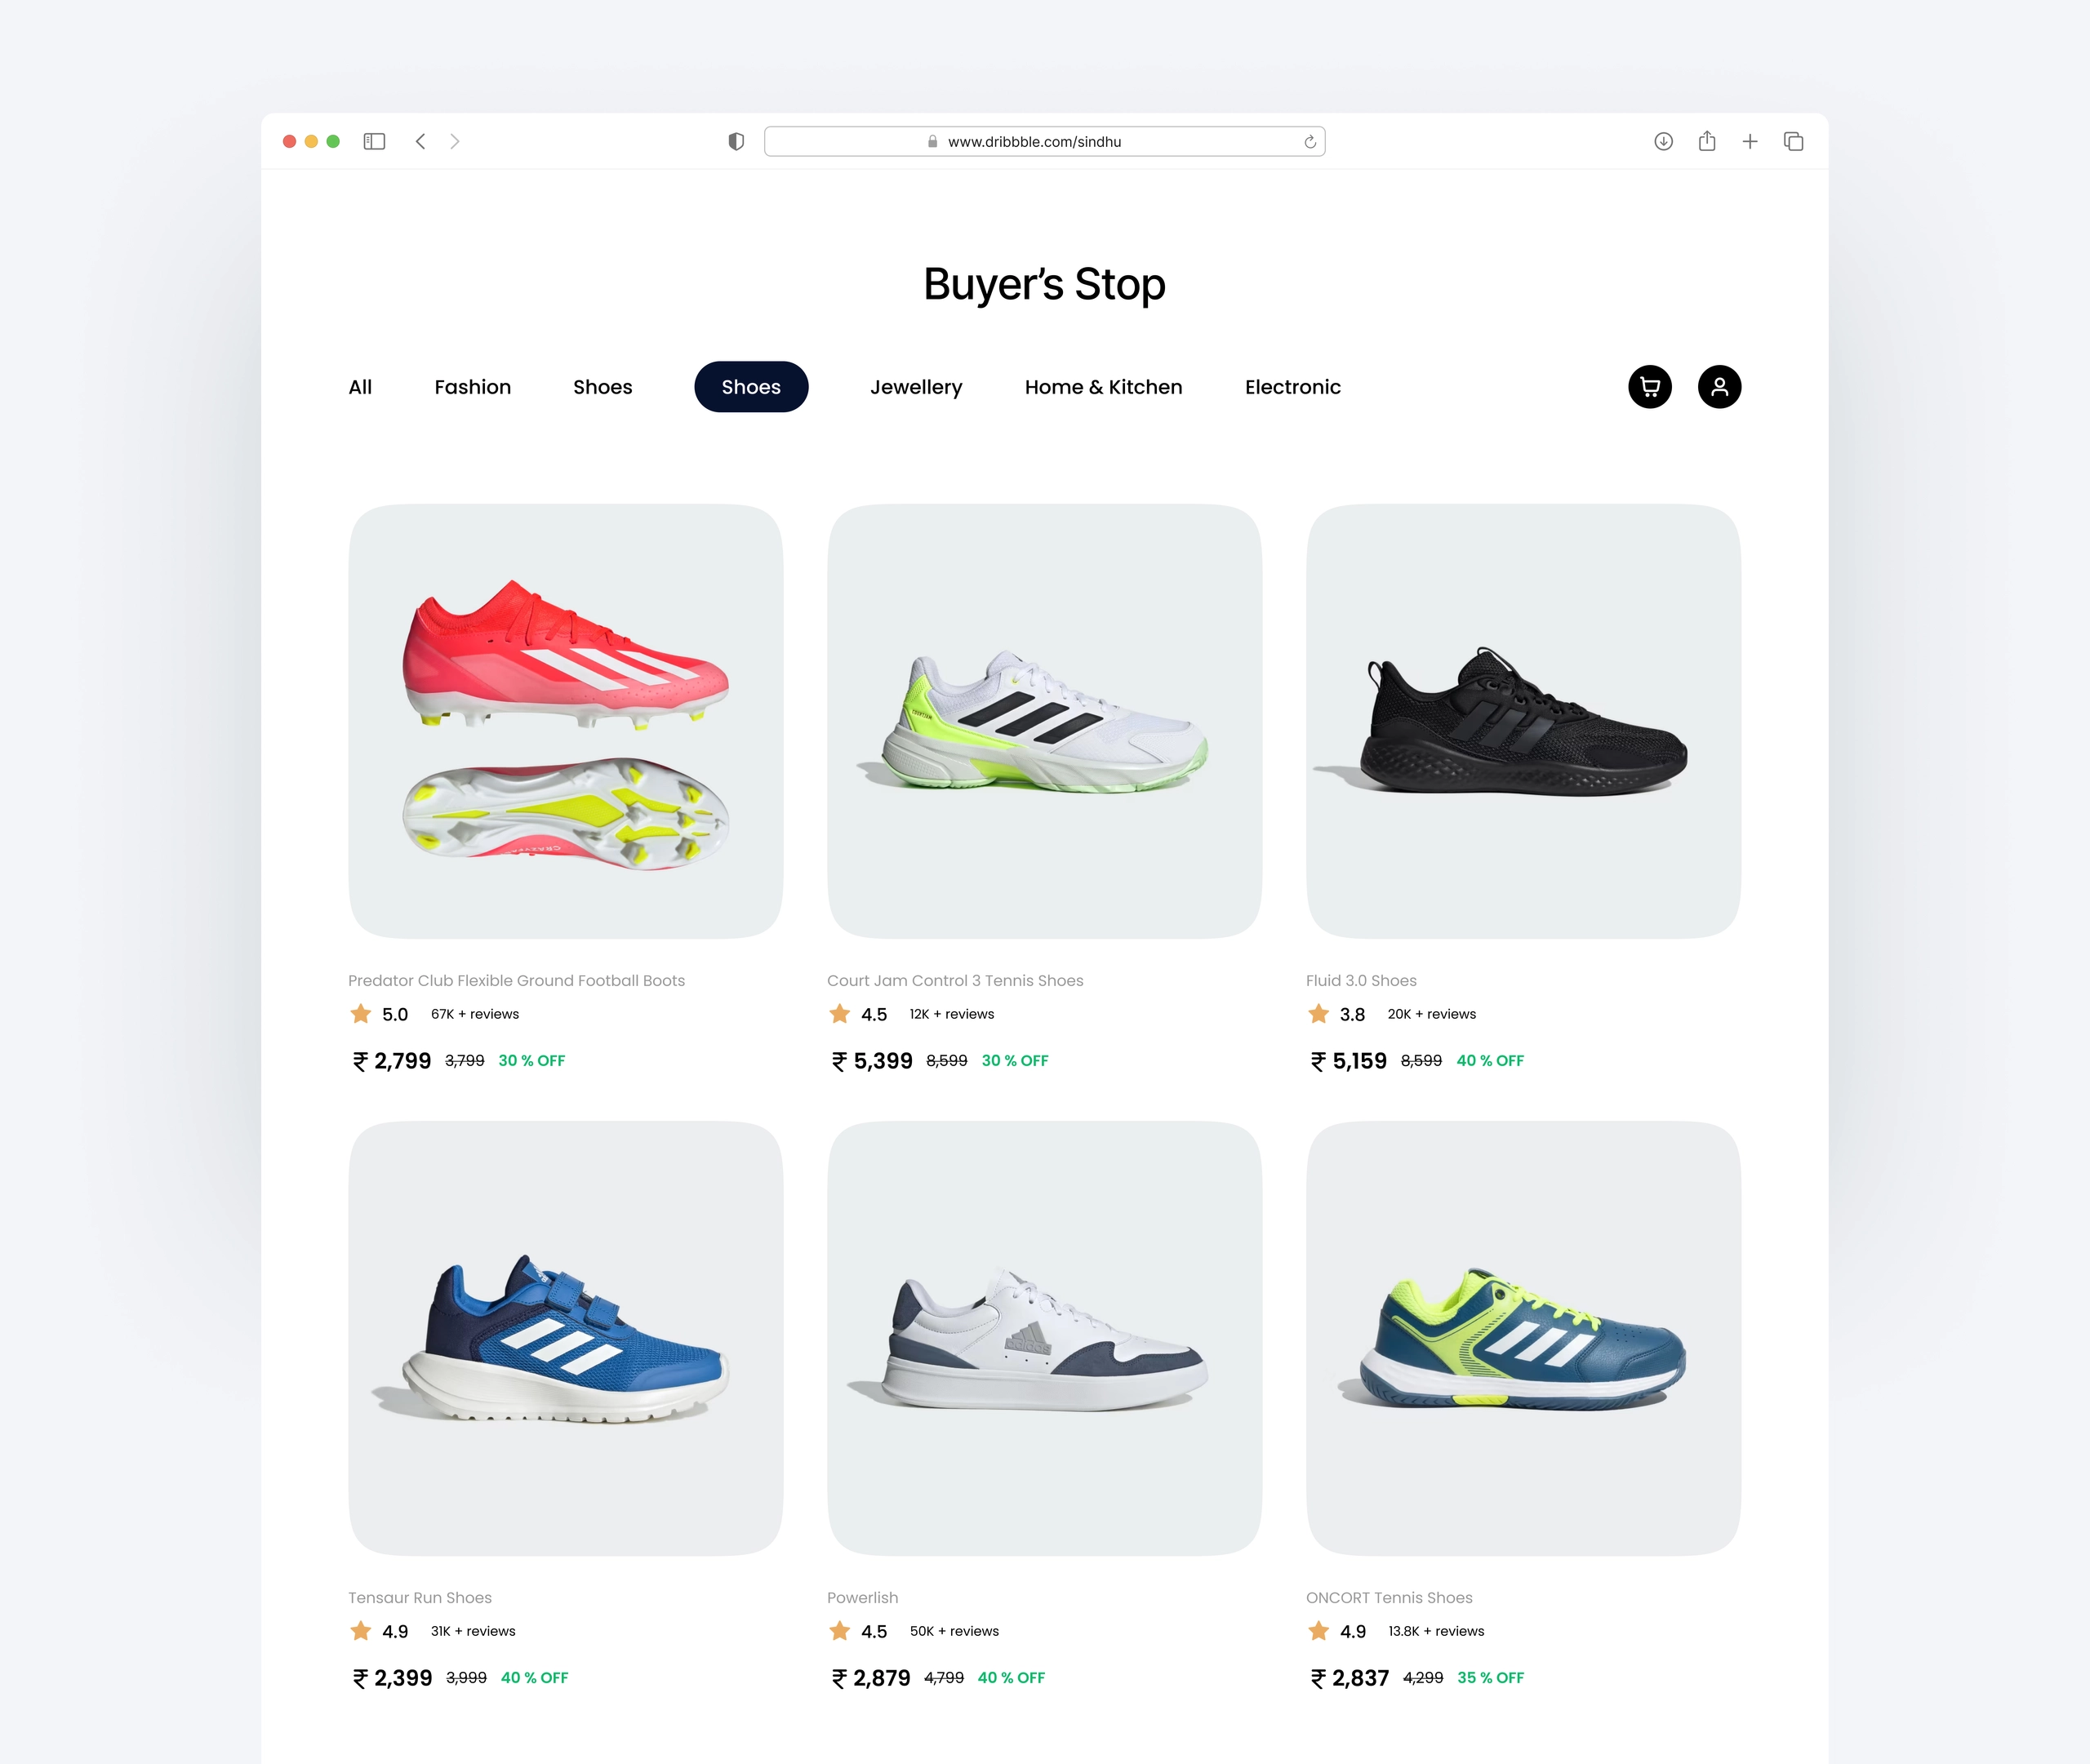 www.dribbble.com/sindhu
Buyer’s Stop
All Fashion Shoes Shoes Jewellery Home & Kitchen Electronic
Predator Club Flexible Ground Football Boots
5.0 67K + reviews
₹ 2,799 3,799 30 % OFF
Court Jam Control 3 Tennis Shoes
4.5 12K + reviews
₹ 5,399 8,599 30 % OFF
Fluid 3.0 Shoes
3.8 20K + reviews
₹ 5,159 8,599 40 % OFF
adidas
Tensaur Run Shoes
4.9 31K + reviews
₹ 2,399 3,999 40 % OFF
Powerlish
4.5 50K + reviews
₹ 2,879 4,799 40 % OFF
ONCORT Tennis Shoes
4.9 13.8K + reviews
₹ 2,837 4,299 35 % OFF